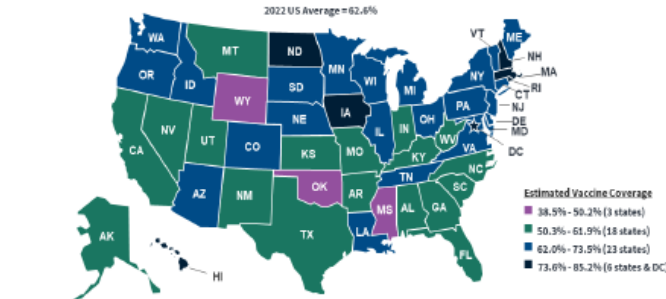 2022 US Average = 62.6%
WA
MT
ND
MN
VT
ME
NH
OR
ID
SD
WI
MI
NY
MA
RI
CT
WY
IA
NE
PA
NJ
NV
UT
CO
IL
IN
OH
DE
MD
CA
KS
MO
WV
VA
DC
KY
AZ
NM
OK
AR
TN
NC
SC
Estimated Vaccine Coverage
38.5% - 50.2% (3 states)
MS
AL
GA
50.3% - 61.9% (18 states)
AK
TX
LA
62.0% - 73.5% (23 states)
FL
73.6% - 85.2% (6 states & DC)
HI